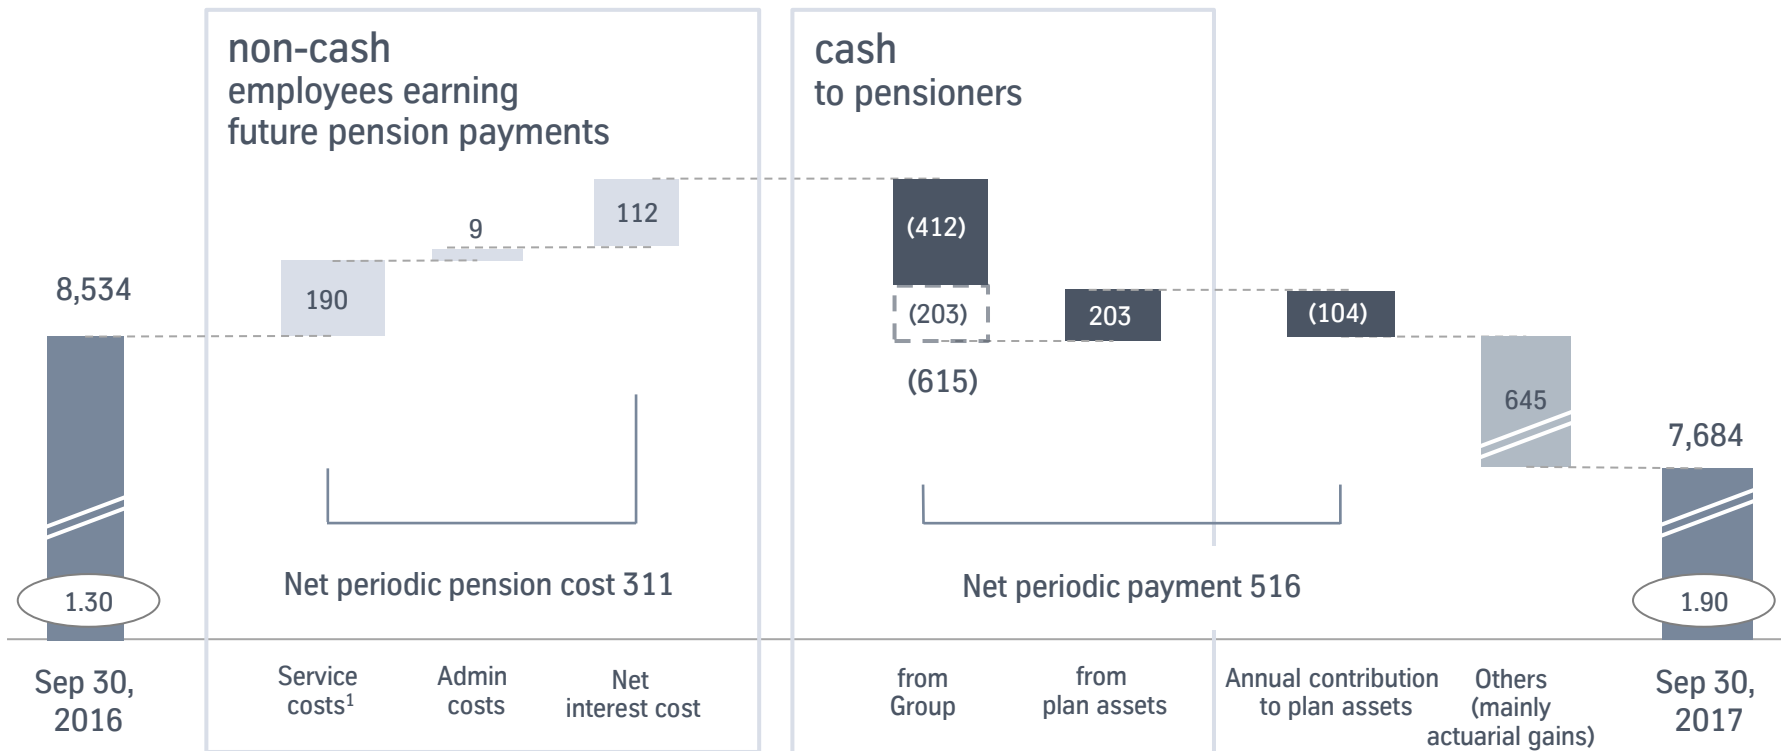 non-cash
employees earning
future pension payments
cash
to pensioners
8,534
190
9
112
(412)
(203)
(615)
203
(104)
645
7,684
Net periodic pension cost 311
Net periodic payment 516
1.30
1.90
Sep 30,
2016
Service
costs¹
Admin
costs
Net
interest cost
from
Group
from
plan assets
Annual contribution
to plan assets
Others
(mainly
actuarial gains)
Sep 30,
2017